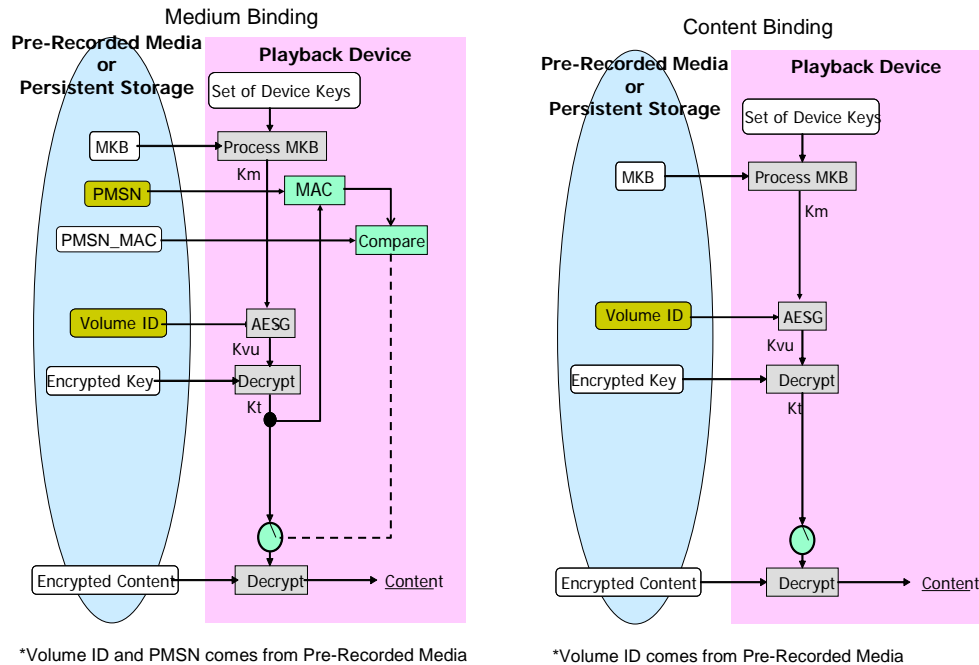 Medium Binding
Pre-Recorded Media
or
Persistent Storage
Playback Device
Set of Device Keys
MKB
Process MKB
Km
PMSN
MAC
PMSN_MAC
Compare
Volume ID
AESG
Kvu
Encrypted Key
Decrypt
Kt
Encrypted Content
Decrypt
Content
*Volume ID and PMSN comes from Pre-Recorded Media
Content Binding
Pre-Recorded Media
or
Persistent Storage
Playback Device
Set of Device Keys
MKB
Process MKB
Km
Volume ID
AESG
Kvu
Encrypted Key
Decrypt
Kt
Encrypted Content
Decrypt
Content
*Volume ID comes from Pre-Recorded Media